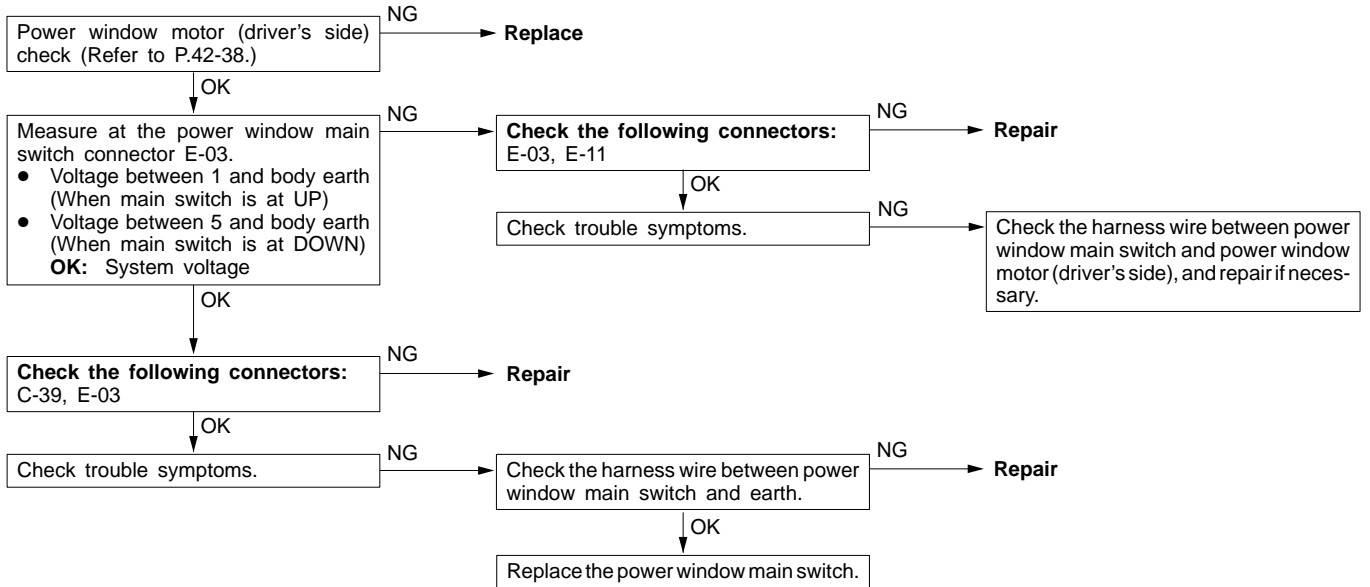 Power window motor (driver's side)
check (Refer to P.42-38.)
NG
Replace
OK
Measure at the power window main
switch connector E-03.
● Voltage between 1 and body earth
(When main switch is at UP)
● Voltage between 5 and body earth
(When main switch is at DOWN)
OK: System voltage
NG
Check the following connectors:
E-03, E-11
NG
Repair
OK
Check trouble symptoms.
NG
Check the harness wire between power
window main switch and power window
motor (driver's side), and repair if neces-
sary.
OK
Check the following connectors:
C-39, E-03
NG
Repair
OK
Check trouble symptoms.
NG
Check the harness wire between power
window main switch and earth.
NG
Repair
OK
Replace the power window main switch.